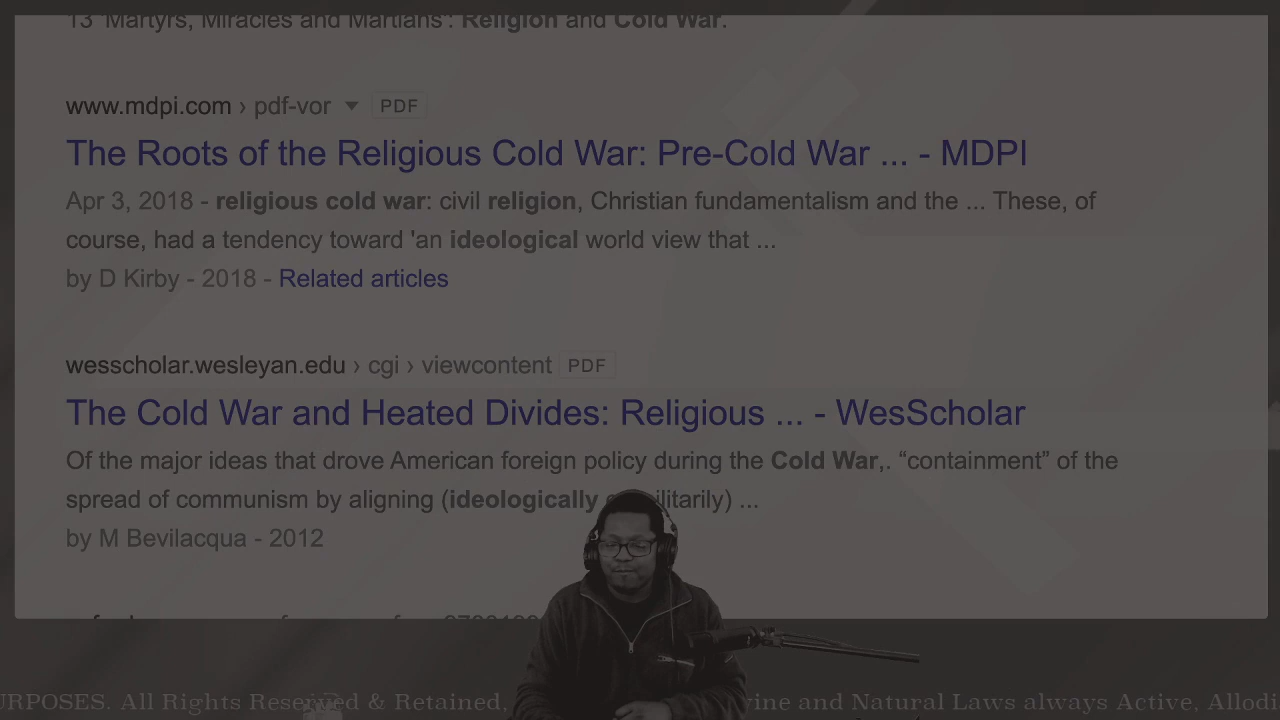 13 'Martyrs, Miracles and Martians': Religion and Cold War.
www.mdpi.com › pdf-vor ▼ PDF
The Roots of the Religious Cold War: Pre-Cold War ... - MDPI
Apr 3, 2018 - religious cold war: civil religion, Christian fundamentalism and the ... These, of
course, had a tendency toward 'an ideological world view that ...
by D Kirby - 2018 - Related articles
wesscholar.wesleyan.edu › cgi › viewcontent PDF
The Cold War and Heated Divides: Religious ... - WesScholar
Of the major ideas that drove American foreign policy during the Cold War,. “containment” of the
spread of communism by aligning (ideologically ilitarily) ...
by M Bevilacqua - 2012
URPOSES. All Rights Reserved & Retained, vine and Natural Laws always Active, Allodi